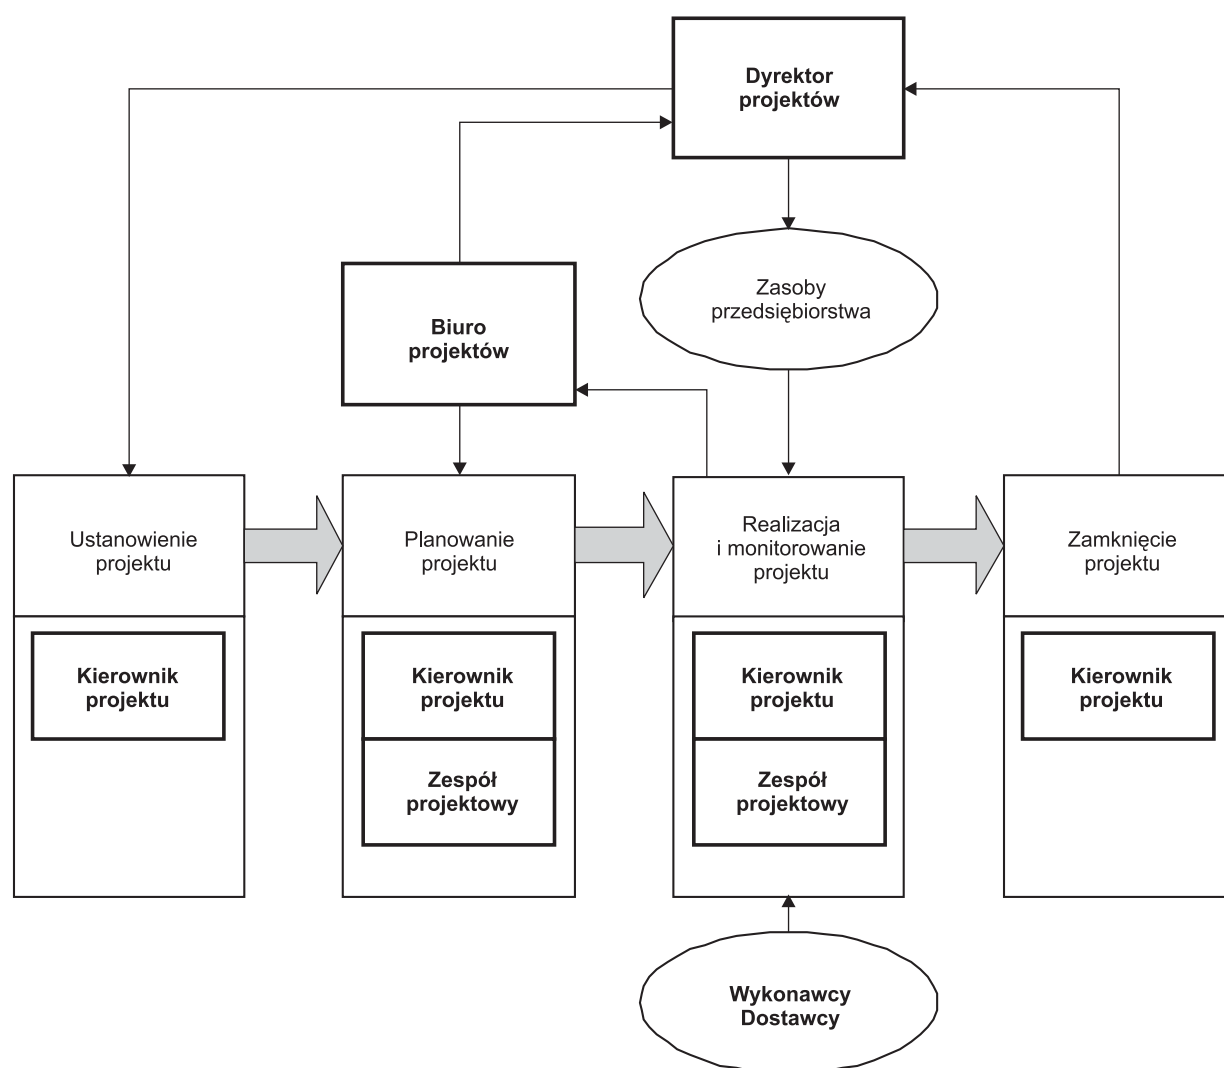 Dyrektor
projektów
Zasoby
przedsiębiorstwa
Biuro
projektów
Ustanowienie
projektu
Planowanie
projektu
Realizacja
i monitorowanie
projektu
Zamknięcie
projektu
Kierownik
projektu
Kierownik
projektu
Kierownik
projektu
Kierownik
projektu
Zespół
projektowy
Zespół
projektowy
Wykonawcy
Dostawcy